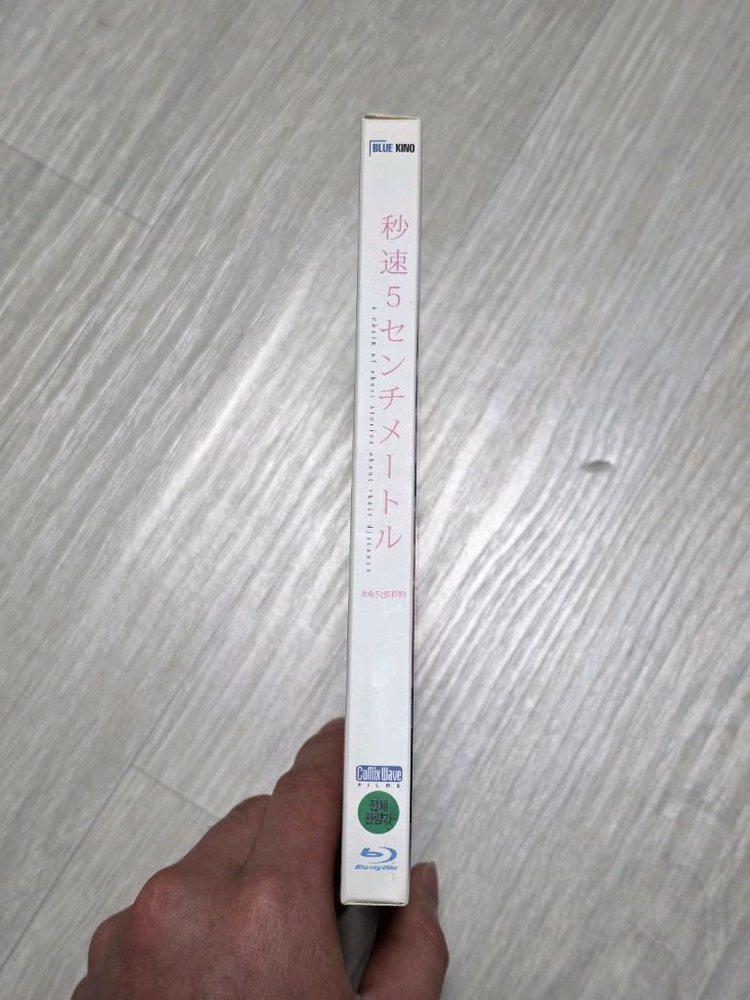 BLUE KINO
秒速5センチメートル
a chain of short stories about their distance
초속5센티미터
CoMix Wave
FILMS
전체
관람가
Blu-ray Disc